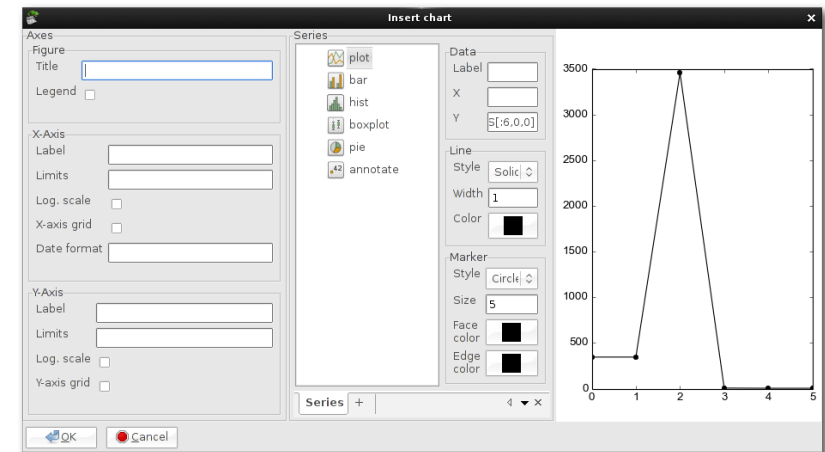 Insert chart
Axes
Figure
Title
Legend
X-Axis
Label
Limits
Log. scale
X-axis grid
Date format
Y-Axis
Label
Limits
Log. scale
Y-axis grid
Series
plot
bar
hist
boxplot
pie
annotate
Series +
Data
Label
X
Y S[:6,0,0]
Line
Style Solid
Width 1
Color
Marker
Style Circle
Size 5
Face
color
Edge
color
3500
3000
2500
2000
1500
1000
500
0
0 1 2 3 4 5
OK Cancel